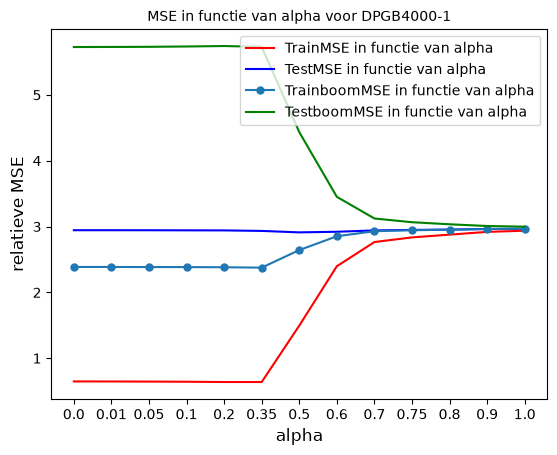 MSE in functie van alpha voor DPGB4000-1
TrainMSE in functie van alpha
TestMSE in functie van alpha
TrainboomMSE in functie van alpha
TestboomMSE in functie van alpha
relatieve MSE
5
4
3
2
1
0.0 0.01 0.05 0.1 0.2 0.35 0.5 0.6 0.7 0.75 0.8 0.9 1.0
alpha